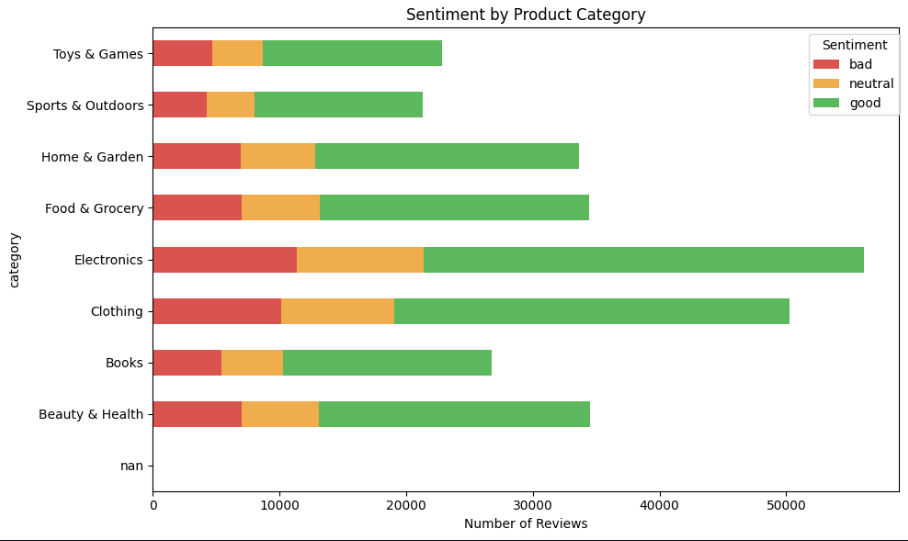 Sentiment by Product Category
Sentiment
bad
neutral
good
category
Toys & Games
Sports & Outdoors
Home & Garden
Food & Grocery
Electronics
Clothing
Books
Beauty & Health
nan
0 10000 20000 30000 40000 50000
Number of Reviews